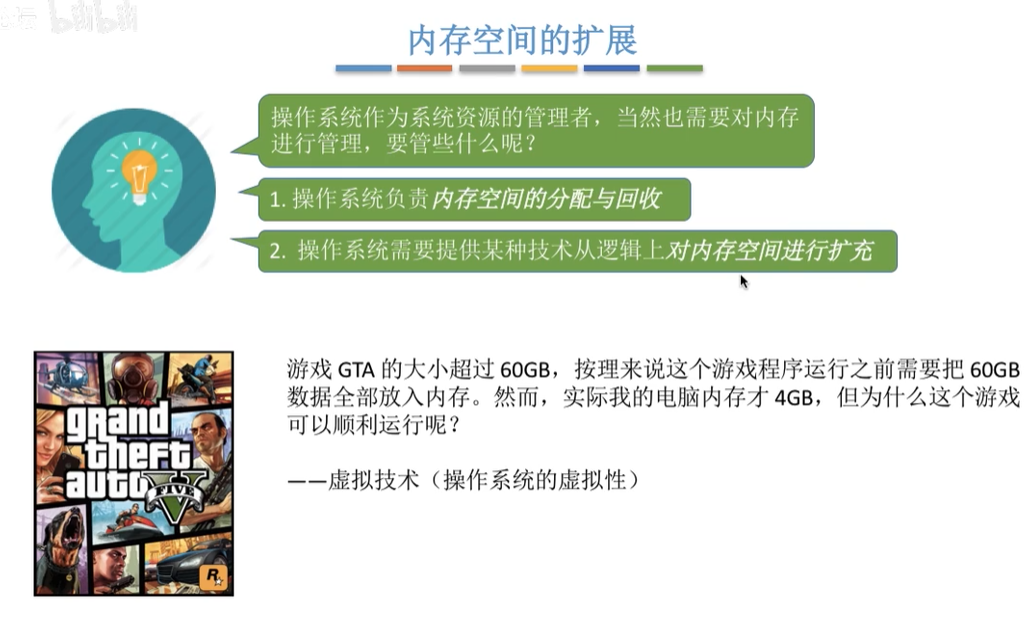 bilibili
内存空间的扩展
操作系统作为系统资源的管理者，当然也需要对内存
进行管理，要管些什么呢？
1. 操作系统负责内存空间的分配与回收
2. 操作系统需要提供某种技术从逻辑上对内存空间进行扩充
游戏 GTA 的大小超过 60GB，按理来说这个游戏程序运行之前需要把 60GB
数据全部放入内存。然而，实际我的电脑内存才 4GB，但为什么这个游戏
可以顺利运行呢？
——虚拟技术（操作系统的虚拟性）
grand
theft
auto
FIVE
V
R